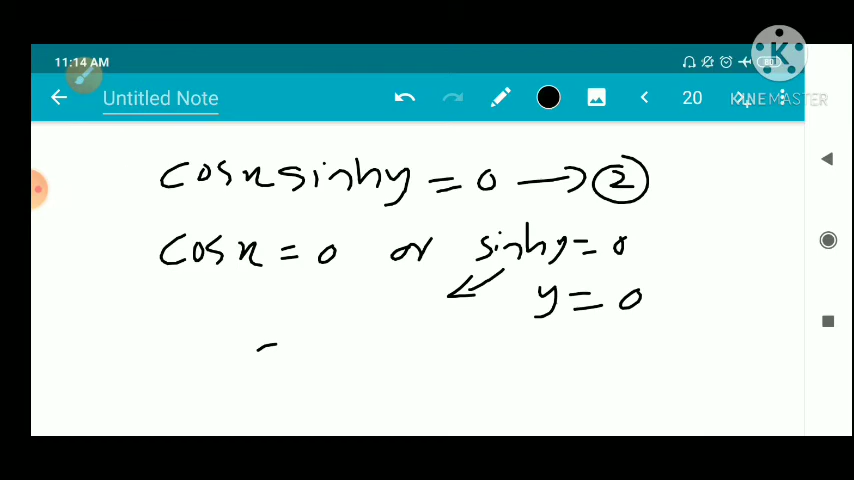 11:14 AM
Untitled Note
20
KINEMASTER
cosx sinhy = 0 → ②
cosx = 0 or sinhy = 0
y = 0